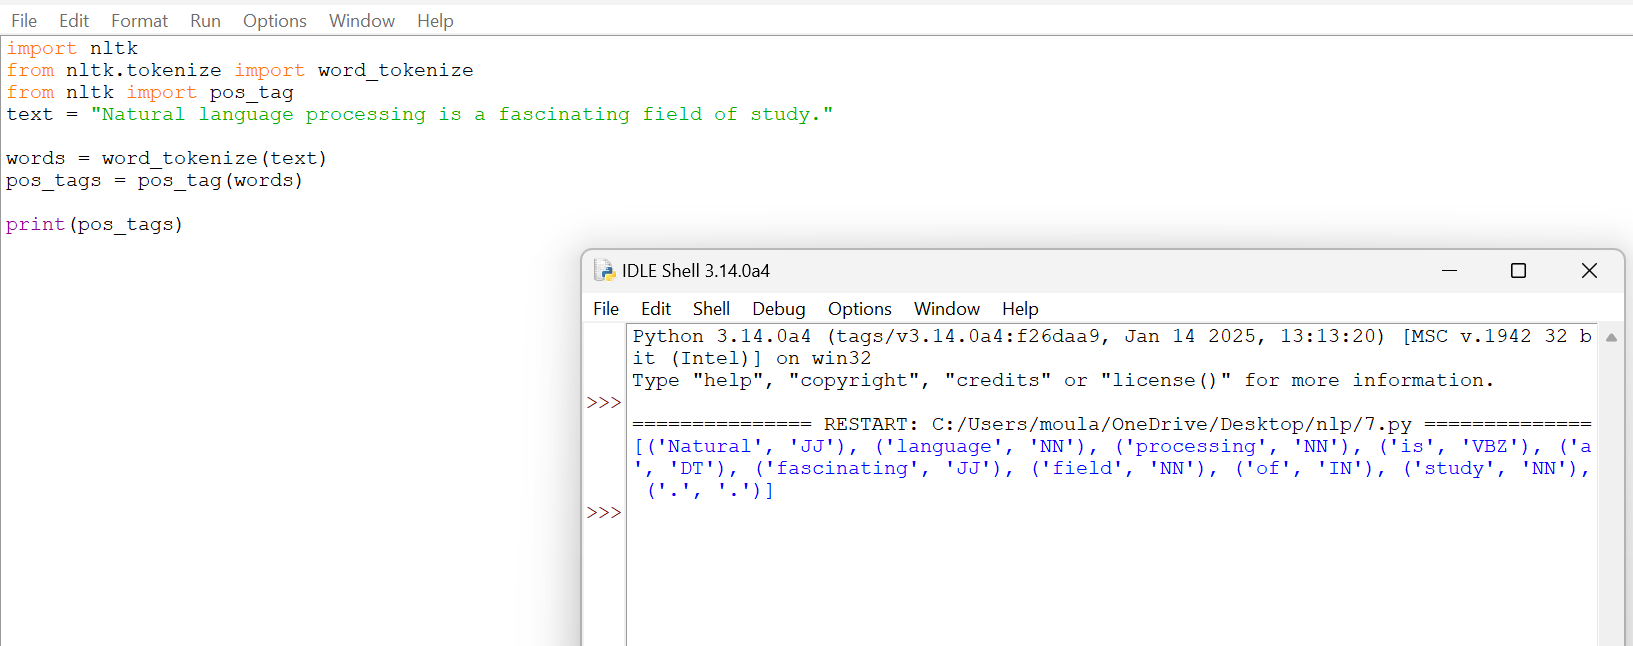 File Edit Format Run Options Window Help
import nltk
from nltk.tokenize import word_tokenize
from nltk import pos_tag
text = "Natural language processing is a fascinating field of study."
words = word_tokenize(text)
pos_tags = pos_tag(words)
print(pos_tags)
IDLE Shell 3.14.0a4
File Edit Shell Debug Options Window Help
Python 3.14.0a4 (tags/v3.14.0a4:f26daa9, Jan 14 2025, 13:13:20) [MSC v.1942 32 b
it (Intel)] on win32
Type "help", "copyright", "credits" or "license()" for more information.
>>>
=============== RESTART: C:/Users/moula/OneDrive/Desktop/nlp/7.py ==============
[('Natural', 'JJ'), ('language', 'NN'), ('processing', 'NN'), ('is', 'VBZ'), ('a
', 'DT'), ('fascinating', 'JJ'), ('field', 'NN'), ('of', 'IN'), ('study', 'NN'),
('.', '.')]
>>>